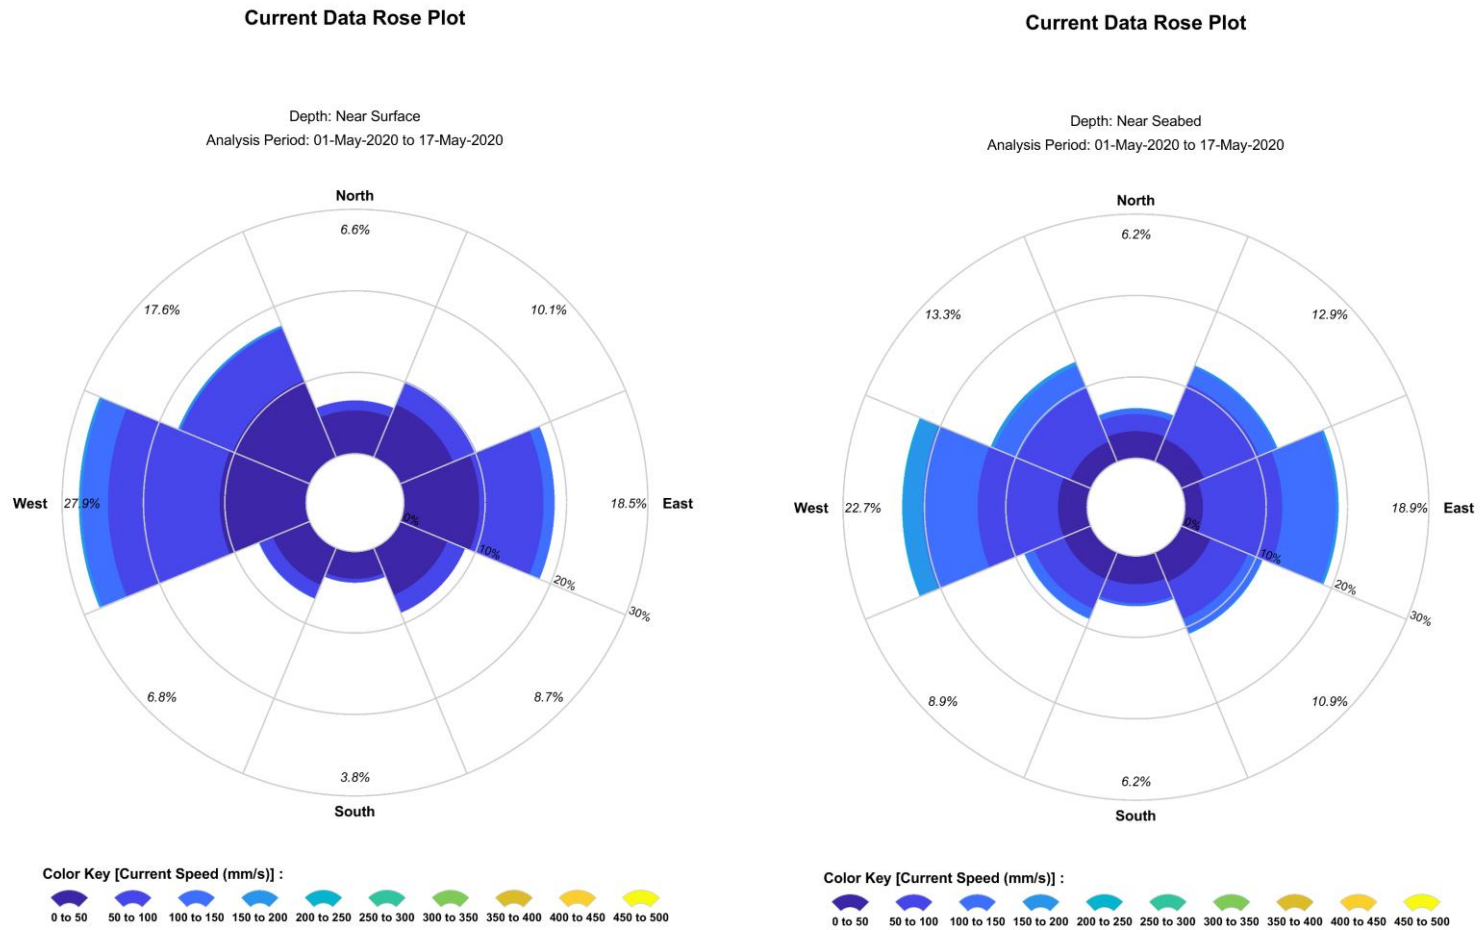 Current Data Rose Plot
Depth: Near Surface
Analysis Period: 01-May-2020 to 17-May-2020
North
6.6%
17.6%
10.1%
West
27.9%
18.5%
East
0%
10%
20%
30%
6.8%
8.7%
3.8%
South
Color Key [Current Speed (mm/s)] :
0 to 50 50 to 100 100 to 150 150 to 200 200 to 250 250 to 300 300 to 350 350 to 400 400 to 450 450 to 500
Current Data Rose Plot
Depth: Near Seabed
Analysis Period: 01-May-2020 to 17-May-2020
North
6.2%
13.3%
12.9%
West
22.7%
18.9%
East
0%
10%
20%
30%
8.9%
10.9%
6.2%
South
Color Key [Current Speed (mm/s)] :
0 to 50 50 to 100 100 to 150 150 to 200 200 to 250 250 to 300 300 to 350 350 to 400 400 to 450 450 to 500